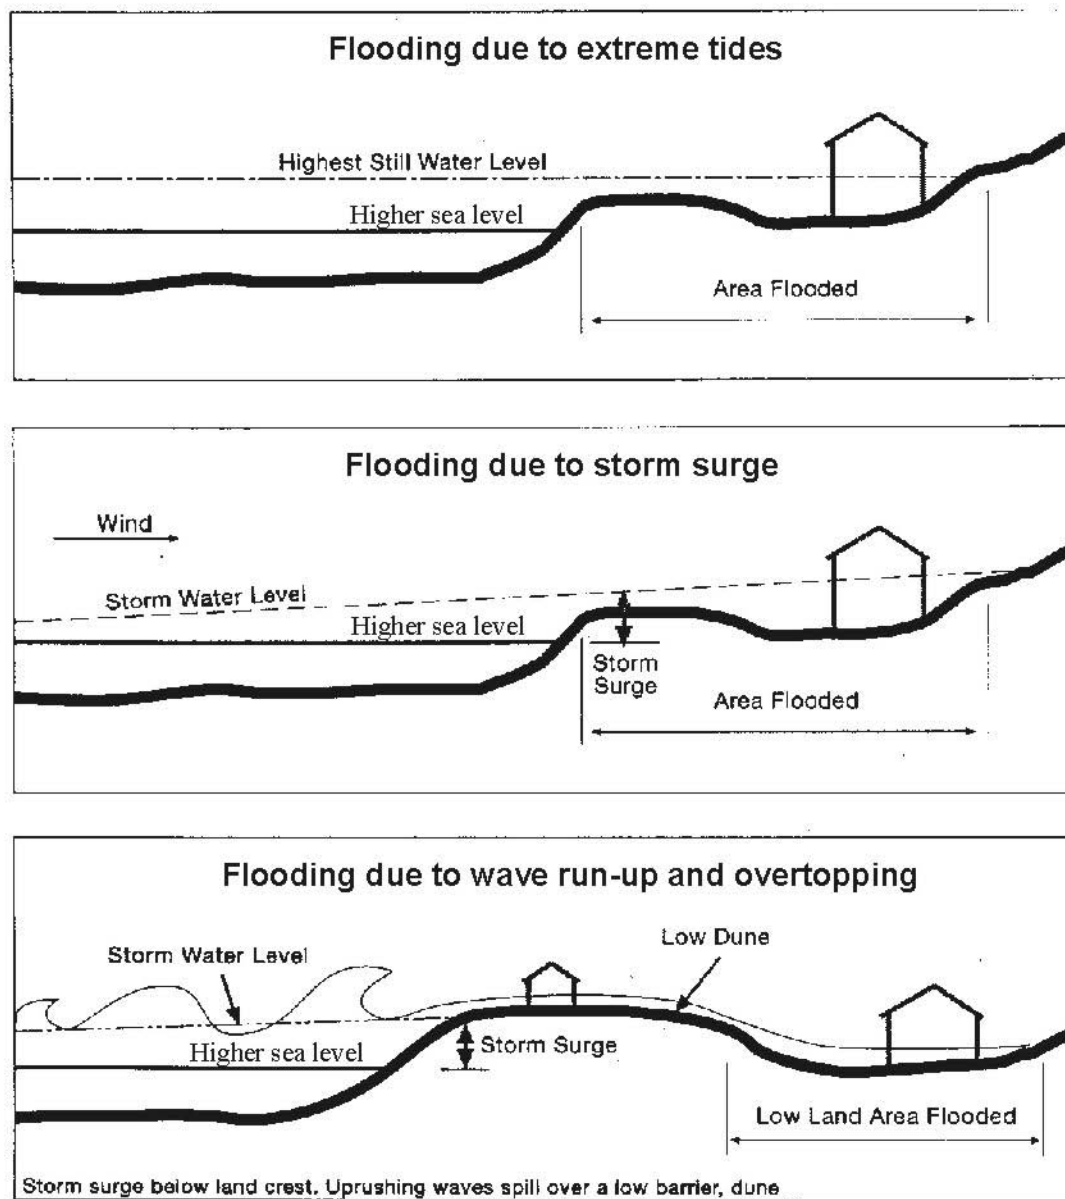 Flooding due to extreme tides
Highest Still Water Level
Higher sea level
Area Flooded
Flooding due to storm surge
Wind
Storm Water Level
Higher sea level
Storm
Surge
Area Flooded
Flooding due to wave run-up and overtopping
Low Dune
Storm Water Level
Higher sea level
Storm Surge
Low Land Area Flooded
Storm surge below land crest. Uprushing waves spill over a low barrier, dune